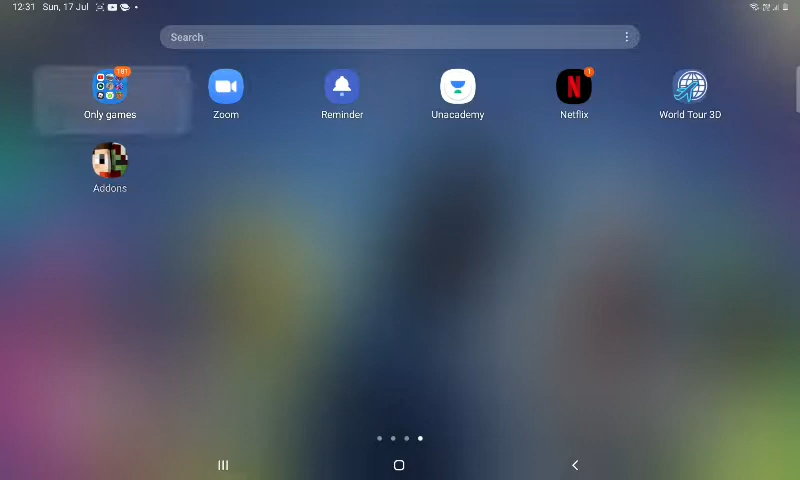 12:31 Sun, 17 Jul
Search
181
1
Only games
Zoom
Reminder
Unacademy
Netflix
World Tour 3D
Addons